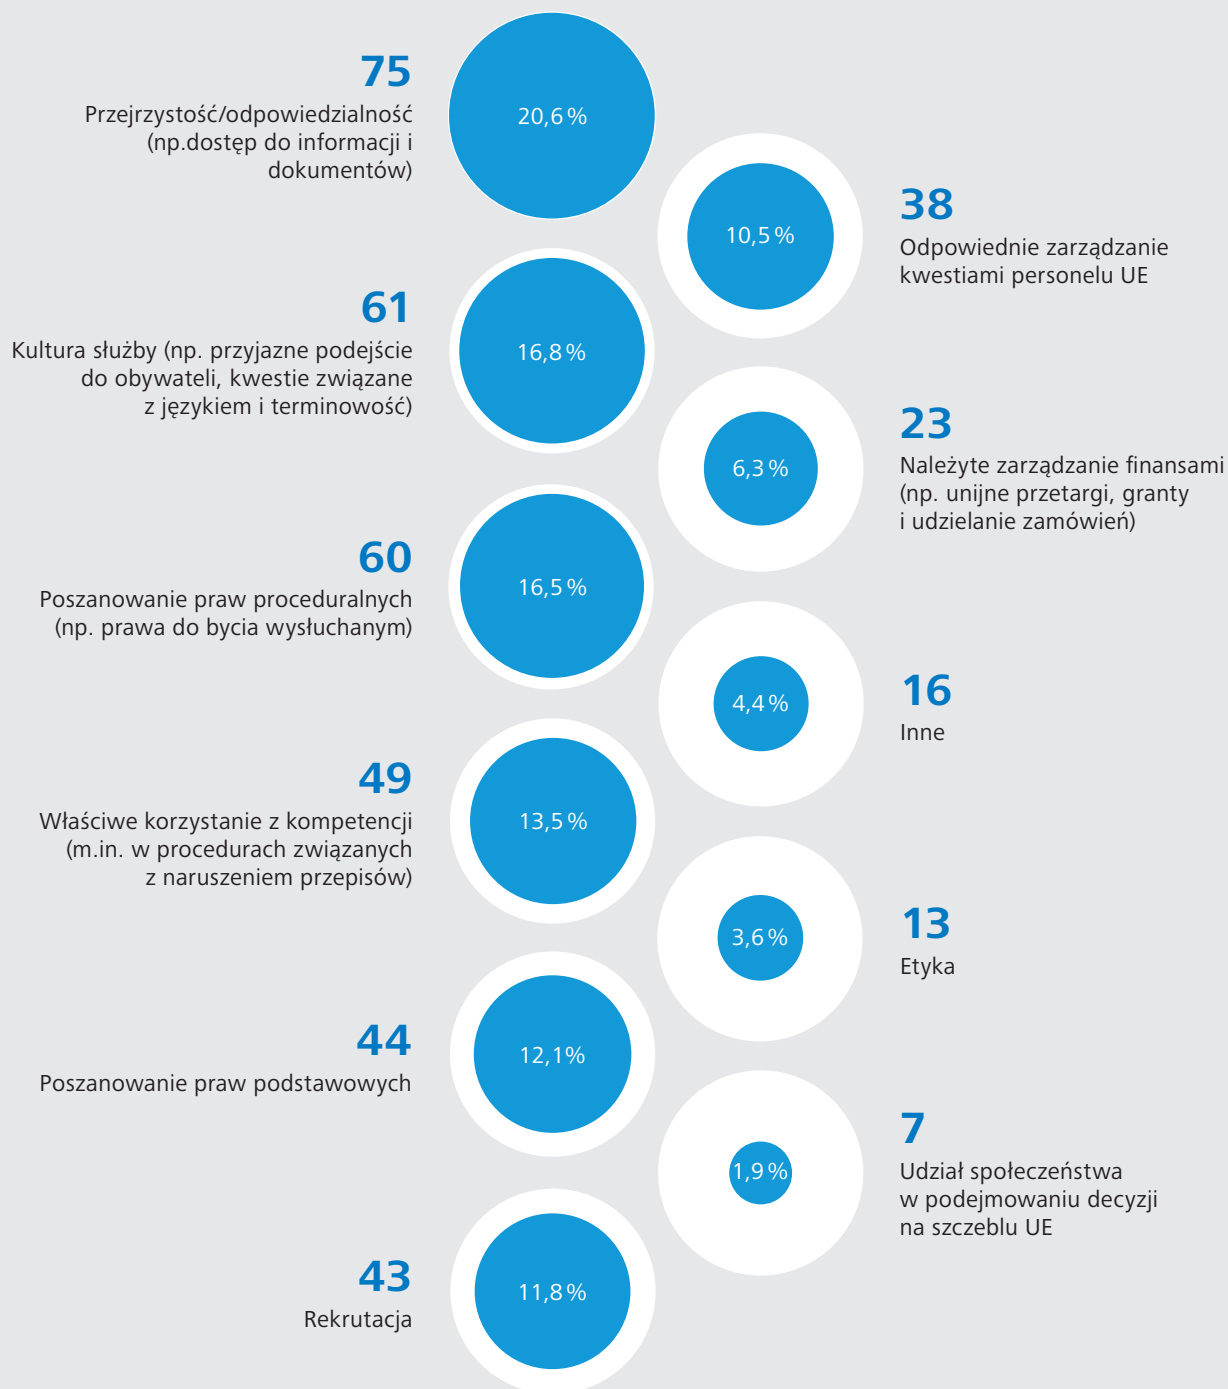 75
Przejrzystość/odpowiedzialność
(np.dostęp do informacji i
dokumentów)
20,6 %
38
Odpowiednie zarządzanie
kwestiami personelu UE
10,5 %
61
Kultura służby (np. przyjazne podejście
do obywateli, kwestie związane
z językiem i terminowość)
16,8 %
23
Należyte zarządzanie finansami
(np. unijne przetargi, granty
i udzielanie zamówień)
6,3 %
60
Poszanowanie praw proceduralnych
(np. prawa do bycia wysłuchanym)
16,5 %
16
Inne
4,4 %
49
Właściwe korzystanie z kompetencji
(m.in. w procedurach związanych
z naruszeniem przepisów)
13,5 %
13
Etyka
3,6 %
44
Poszanowanie praw podstawowych
12,1%
7
Udział społeczeństwa
w podejmowaniu decyzji
na szczeblu UE
1,9 %
43
Rekrutacja
11,8 %